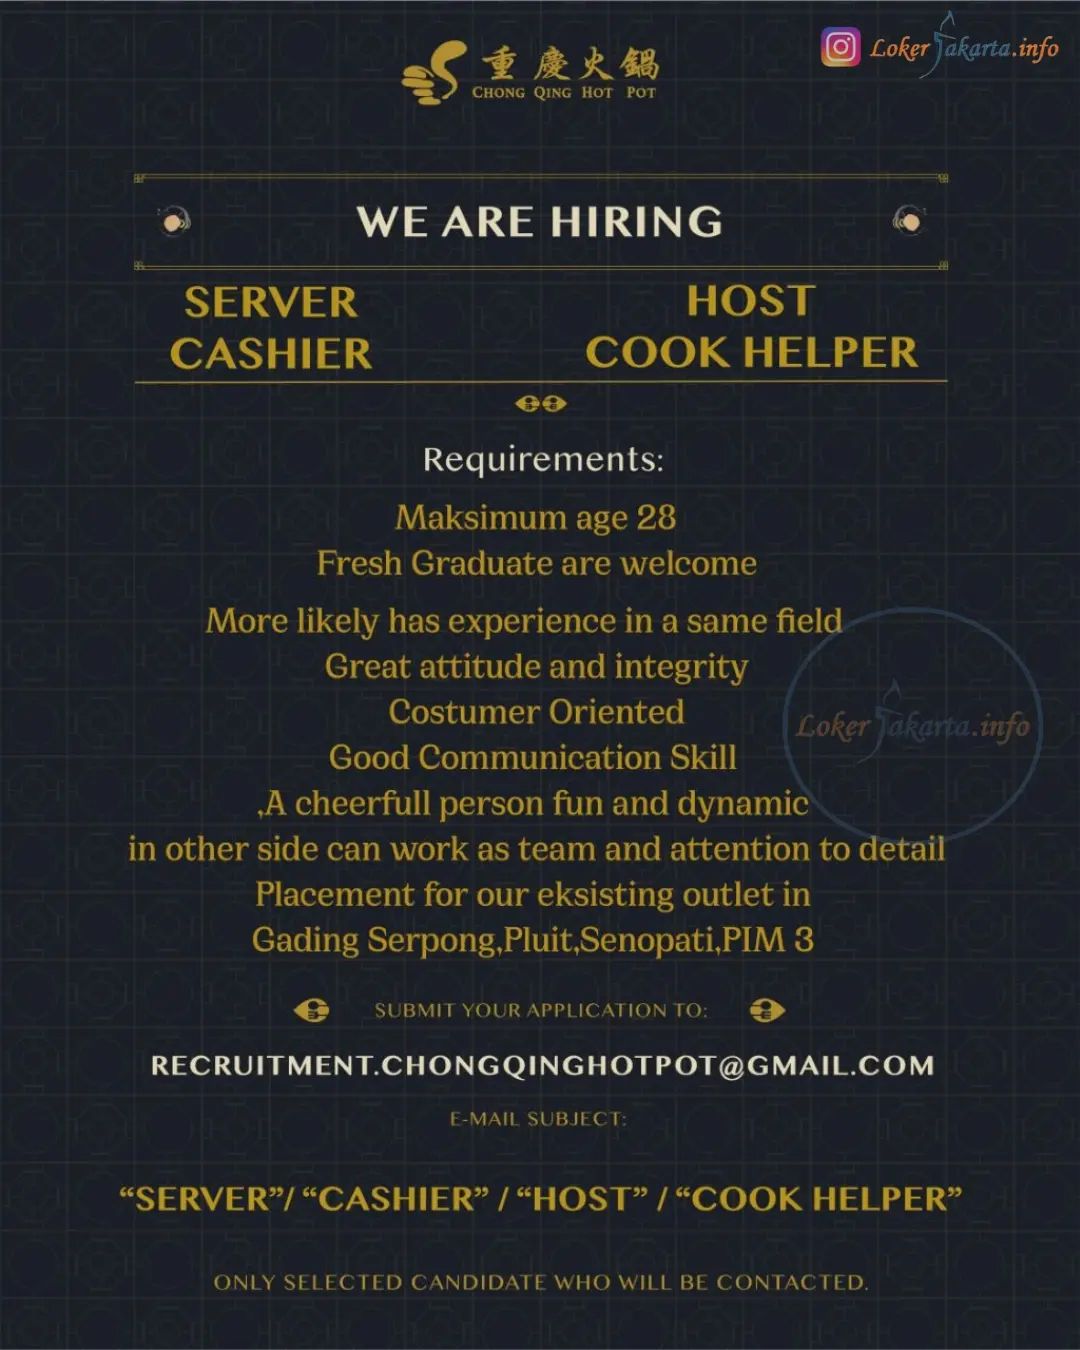 重慶火鍋
CHONG QING HOT POT
Loker Jakarta.info
WE ARE HIRING
SERVER
CASHIER
HOST
COOK HELPER
Requirements:
Maksimum age 28
Fresh Graduate are welcome
More likely has experience in a same field
Great attitude and integrity
Costumer Oriented
Good Communication Skill
,A cheerfull person fun and dynamic
in other side can work as team and attention to detail
Placement for our eksisting outlet in
Gading Serpong,Pluit,Senopati,PIM 3
Loker Jakarta.info
SUBMIT YOUR APPLICATION TO:
RECRUITMENT.CHONGQINGHOTPOT@GMAIL.COM
E-MAIL SUBJECT:
“SERVER”/ “CASHIER” / “HOST” / “COOK HELPER”
ONLY SELECTED CANDIDATE WHO WILL BE CONTACTED.